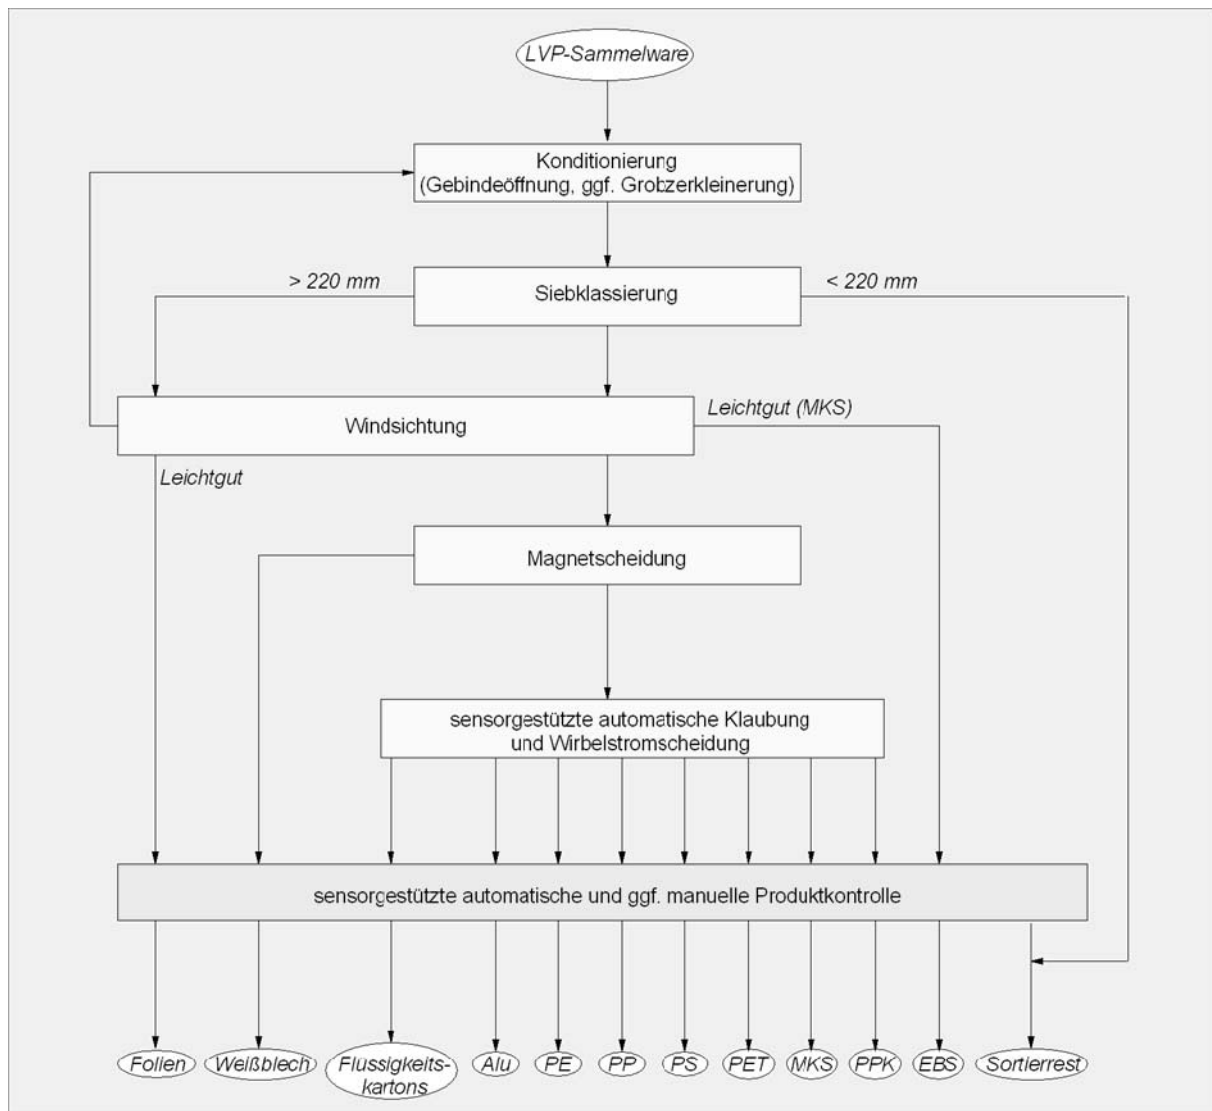 LVP-Sammelware
Konditionierung
(Gebindeöffnung, ggf. Grobzerkleinerung)
> 220 mm
Siebklassierung
< 220 mm
Windsichtung
Leichtgut (MKS)
Leichtgut
Magnetscheidung
sensorgestützte automatische Klaubung
und Wirbelstromscheidung
sensorgestützte automatische und ggf. manuelle Produktkontrolle
Folien
Weißblech
Flüssigkeits-
kartons
Alu
PE
PP
PS
PET
MKS
PPK
EBS
Sortierrest